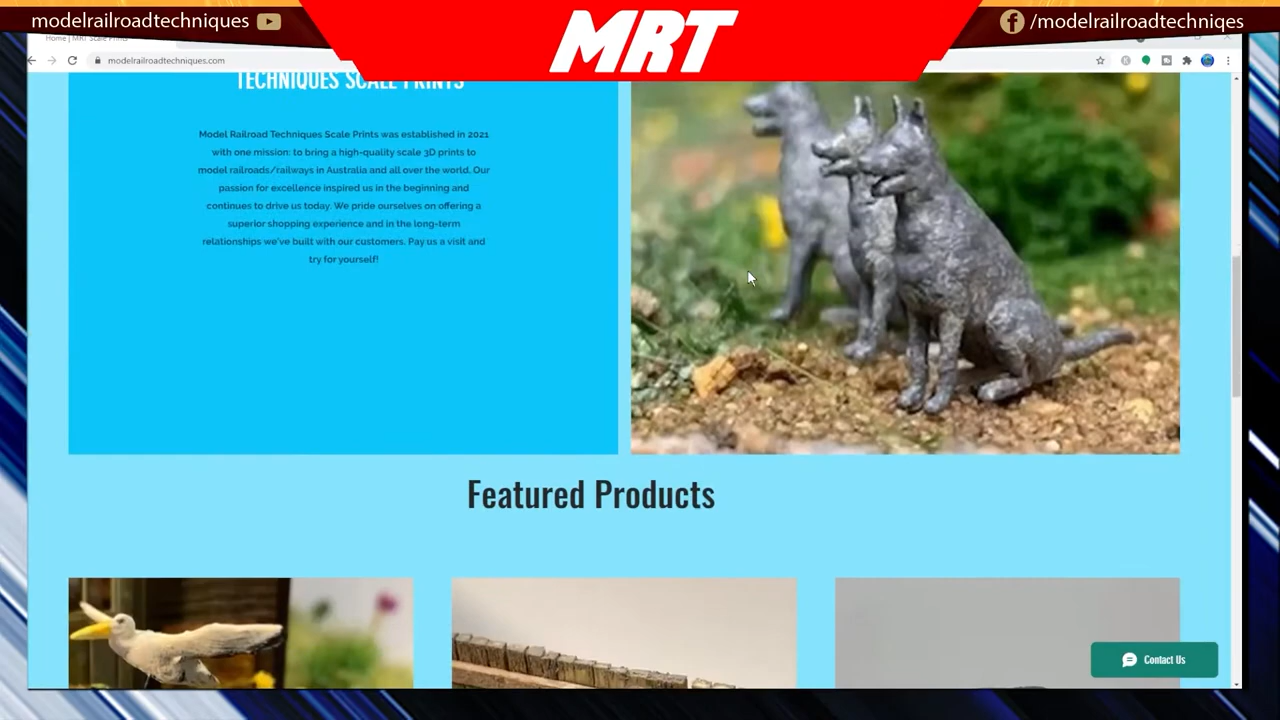 modelrailroadtechniques
MRT
/modelrailroadtechniqes
Home | MRT Scale Prints
modelrailroadtechniques.com
TECHNIQUES SCALE PRINTS
Model Railroad Techniques Scale Prints was established in 2021
with one mission: to bring a high-quality scale 3D prints to
model railroads/railways in Australia and all over the world. Our
passion for excellence inspired us in the beginning and
continues to drive us today. We pride ourselves on offering a
superior shopping experience and in the long-term
relationships we've built with our customers. Pay us a visit and
try for yourself!
Featured Products
Contact Us